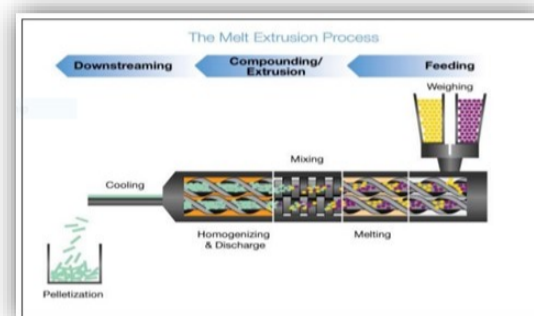 The Melt Extrusion Process
Downstreaming
Compounding/
Extrusion
Feeding
Weighing
Mixing
Cooling
Homogenizing
& Discharge
Melting
Pelletization